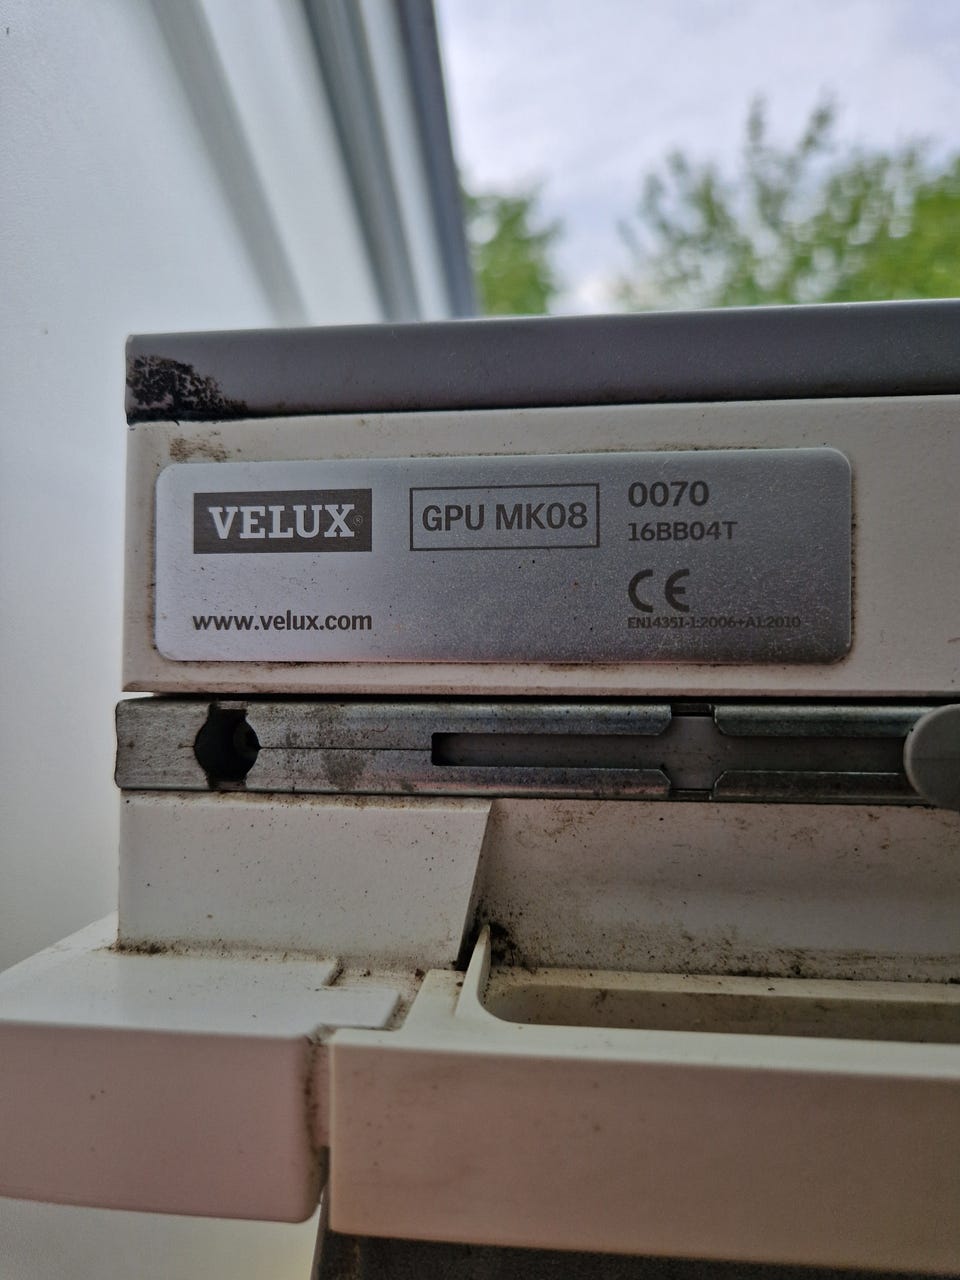 VELUX®
GPU MK08
0070
16BB04T
CE
www.velux.com
EN14351-1:2006+A1:2010